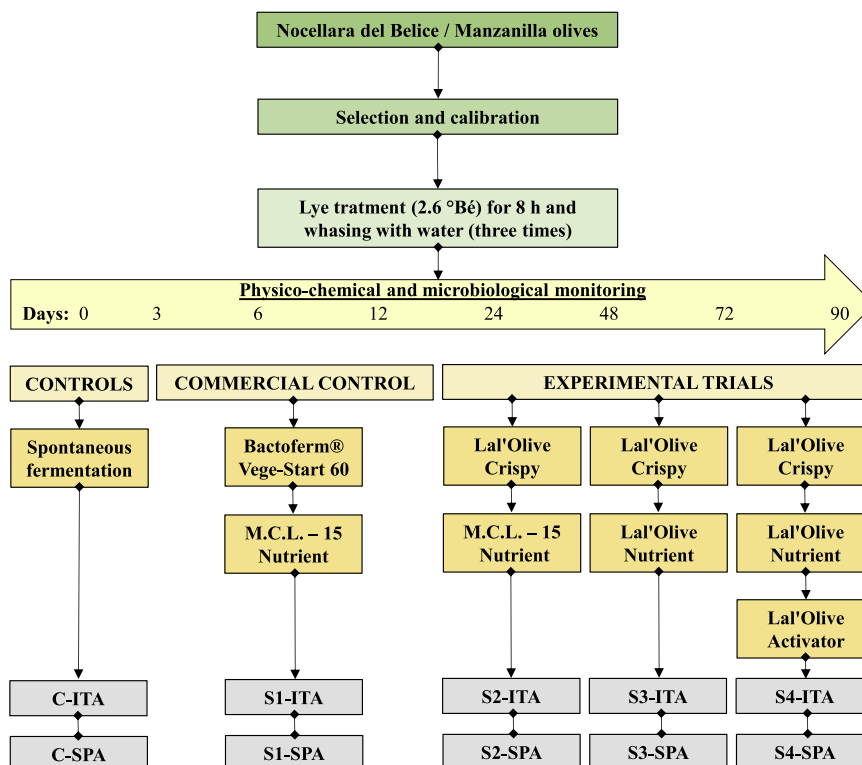 Nocellara del Belice / Manzanilla olives
Selection and calibration
Lye tratment (2.6 °Bé) for 8 h and
whasing with water (three times)
Physico-chemical and microbiological monitoring
Days: 0 3 6 12 24 48 72 90
CONTROLS
COMMERCIAL CONTROL
EXPERIMENTAL TRIALS
Spontaneous
fermentation
Bactoferm®
Vege-Start 60
Lal'Olive
Crispy
Lal'Olive
Crispy
Lal'Olive
Crispy
M.C.L. – 15
Nutrient
M.C.L. – 15
Nutrient
Lal'Olive
Nutrient
Lal'Olive
Nutrient
Lal'Olive
Activator
C-ITA
S1-ITA
S2-ITA
S3-ITA
S4-ITA
C-SPA
S1-SPA
S2-SPA
S3-SPA
S4-SPA